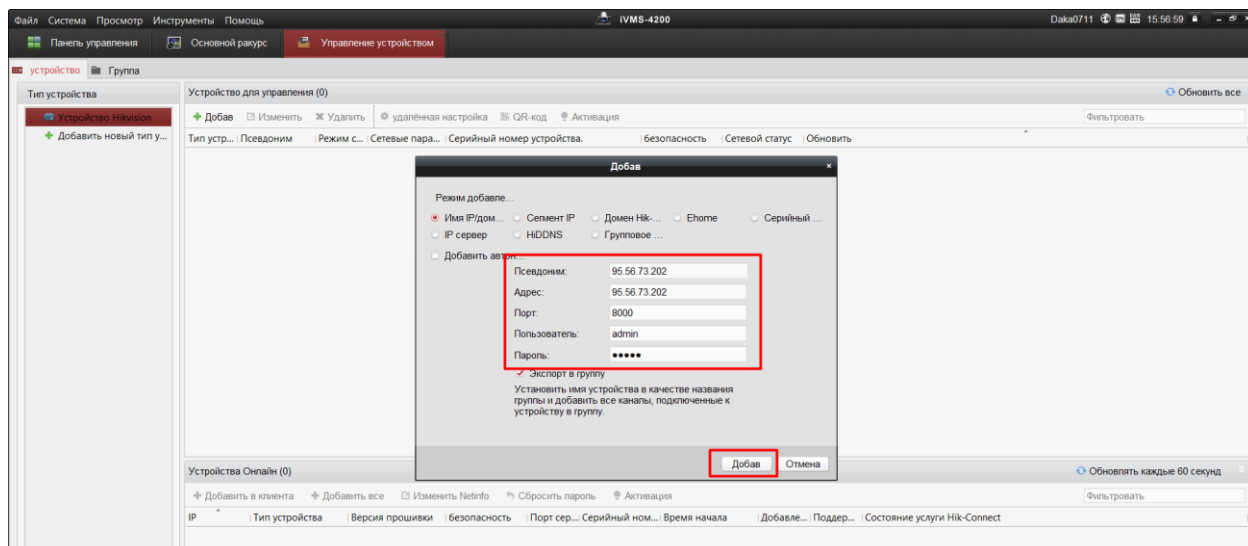 Файл Система Просмотр Инструменты Помощь iVMS-4200 Daka0711 15:56:59
Панель управления Основной ракурс Управление устройством
устройство Группа
Тип устройства Устройство для управления (0) Обновить все
Устройство Hikvision Добав Изменить Удалить удалённая настройка QR-код Активация Фильтровать
Добавить новый тип у... Тип устр... Псевдоним Режим с... Сетевые пара... Серийный номер устройства. безопасность Сетевой статус Обновить
Добав
Режим добавле...
Имя IP/дом... Сегмент IP Домен Hik-... Ehome Серийный ...
IP сервер HiDDNS Групповое ...
Добавить автон...
Псевдоним: 95.56.73.202
Адрес: 95.56.73.202
Порт: 8000
Пользователь: admin
Пароль: •••••
Экспорт в группу
Установить имя устройства в качестве названия
группы и добавить все каналы, подключенные к
устройству в группу.
Добав Отмена
Устройства Онлайн (0) Обновлять каждые 60 секунд
Добавить в клиента Добавить все Изменить Netinfo Сбросить пароль Активация Фильтровать
IP Тип устройства Версия прошивки безопасность Порт сер... Серийный ном... Время начала Добавле... Поддер... Состояние услуги Hik-Connect